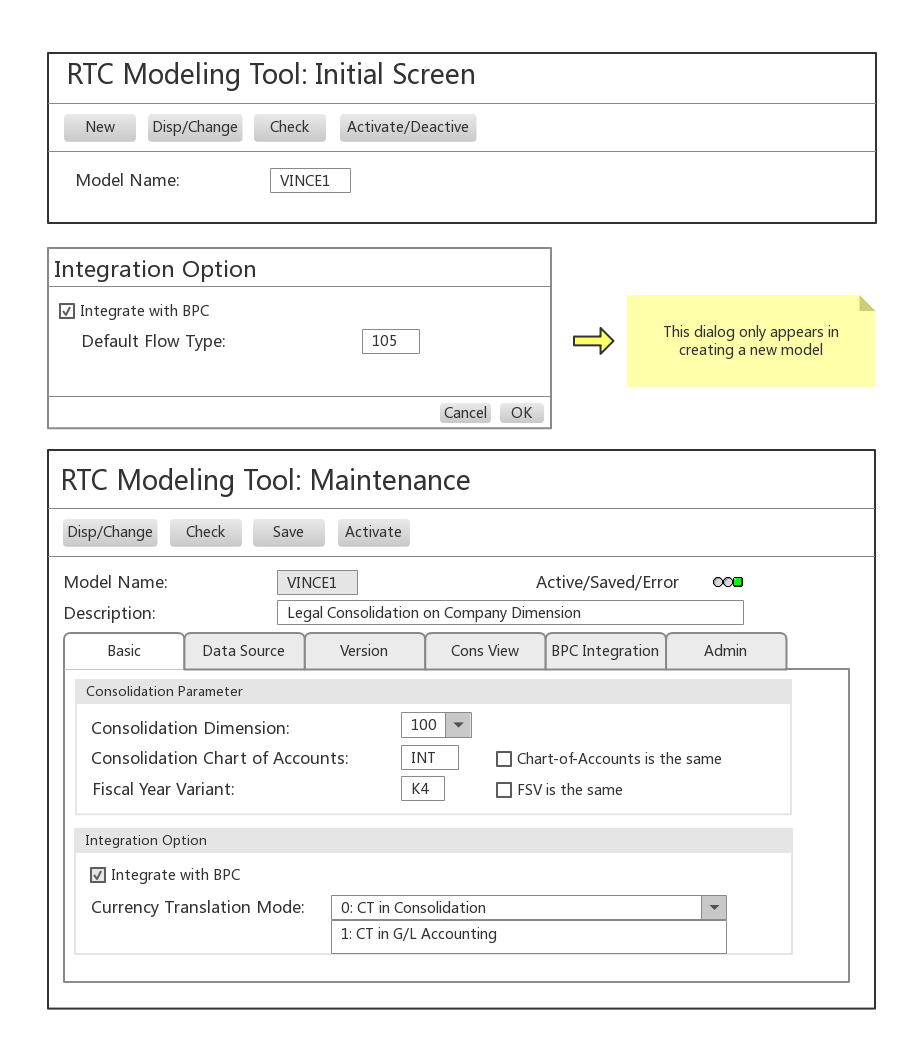 RTC Modeling Tool: Initial Screen
New Disp/Change Check Activate/Deactive
Model Name: VINCE1
Integration Option
Integrate with BPC
Default Flow Type: 105
Cancel OK
This dialog only appears in
creating a new model
RTC Modeling Tool: Maintenance
Disp/Change Check Save Activate
Model Name: VINCE1 Active/Saved/Error
Description: Legal Consolidation on Company Dimension
Basic Data Source Version Cons View BPC Integration Admin
Consolidation Parameter
Consolidation Dimension: 100
Consolidation Chart of Accounts: INT Chart-of-Accounts is the same
Fiscal Year Variant: K4 FSV is the same
Integration Option
Integrate with BPC
Currency Translation Mode: 0: CT in Consolidation
1: CT in G/L Accounting